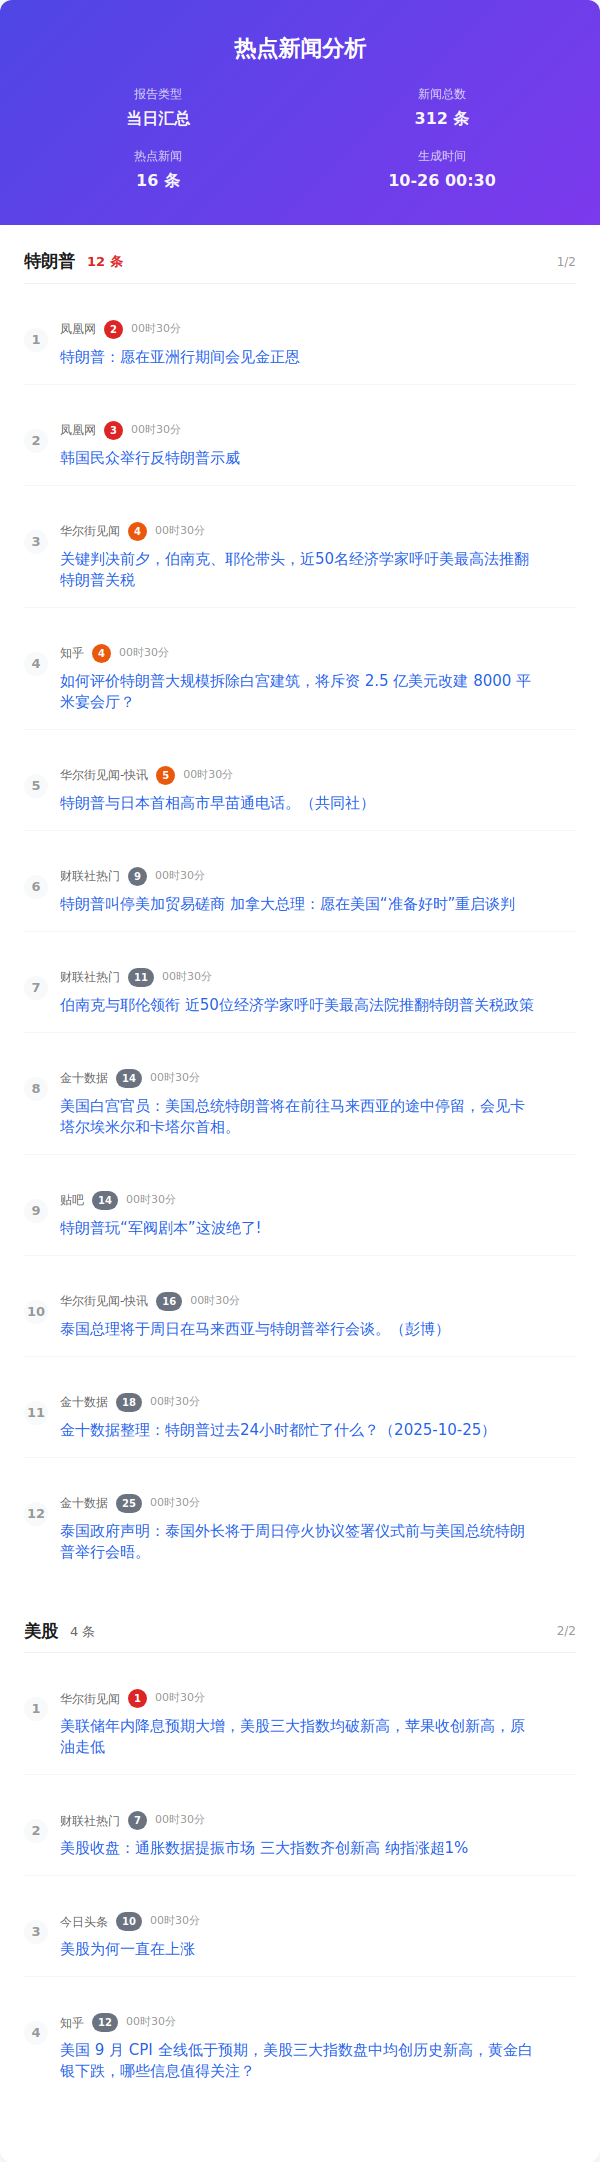 热点新闻分析
报告类型
新闻总数
当日汇总
312 条
热点新闻
生成时间
16 条
10-26 00:30
特朗普 12 条 1/2
1
凤凰网 2 00时30分
特朗普：愿在亚洲行期间会见金正恩
2
凤凰网 3 00时30分
韩国民众举行反特朗普示威
3
华尔街见闻 4 00时30分
关键判决前夕，伯南克、耶伦带头，近50名经济学家呼吁美最高法推翻
特朗普关税
4
知乎 4 00时30分
如何评价特朗普大规模拆除白宫建筑，将斥资 2.5 亿美元改建 8000 平
米宴会厅？
5
华尔街见闻-快讯 5 00时30分
特朗普与日本首相高市早苗通电话。（共同社）
6
财联社热门 9 00时30分
特朗普叫停美加贸易磋商 加拿大总理：愿在美国“准备好时”重启谈判
7
财联社热门 11 00时30分
伯南克与耶伦领衔 近50位经济学家呼吁美最高法院推翻特朗普关税政策
8
金十数据 14 00时30分
美国白宫官员：美国总统特朗普将在前往马来西亚的途中停留，会见卡
塔尔埃米尔和卡塔尔首相。
9
贴吧 14 00时30分
特朗普玩“军阀剧本”这波绝了!
10
华尔街见闻-快讯 16 00时30分
泰国总理将于周日在马来西亚与特朗普举行会谈。（彭博）
11
金十数据 18 00时30分
金十数据整理：特朗普过去24小时都忙了什么？（2025-10-25）
12
金十数据 25 00时30分
泰国政府声明：泰国外长将于周日停火协议签署仪式前与美国总统特朗
普举行会晤。
美股 4 条 2/2
1
华尔街见闻 1 00时30分
美联储年内降息预期大增，美股三大指数均破新高，苹果收创新高，原
油走低
2
财联社热门 7 00时30分
美股收盘：通胀数据提振市场 三大指数齐创新高 纳指涨超1%
3
今日头条 10 00时30分
美股为何一直在上涨
4
知乎 12 00时30分
美国 9 月 CPI 全线低于预期，美股三大指数盘中均创历史新高，黄金白
银下跌，哪些信息值得关注？